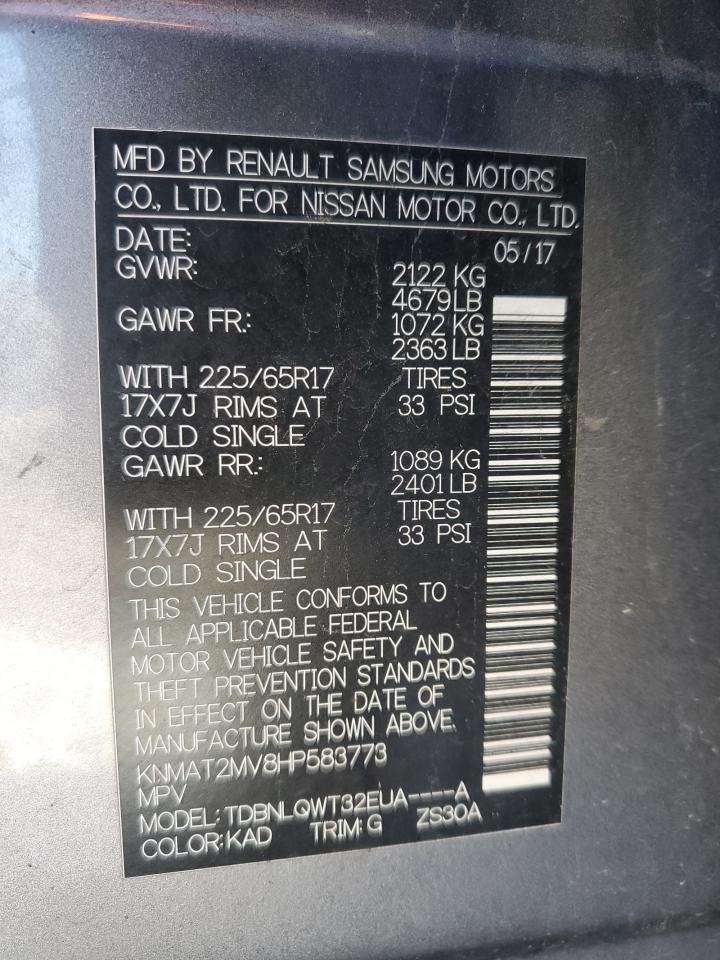 MFD BY RENAULT SAMSUNG MOTORS
CO., LTD. FOR NISSAN MOTOR CO., LTD.
DATE: 05/17
GVWR: 2122 KG
4679 LB
GAWR FR.: 1072 KG
2363 LB
WITH 225/65R17 TIRES
17X7J RIMS AT 33 PSI
COLD SINGLE
GAWR RR.: 1089 KG
2401 LB
WITH 225/65R17 TIRES
17X7J RIMS AT 33 PSI
COLD SINGLE
THIS VEHICLE CONFORMS TO
ALL APPLICABLE FEDERAL
MOTOR VEHICLE SAFETY AND
THEFT PREVENTION STANDARDS
IN EFFECT ON THE DATE OF
MANUFACTURE SHOWN ABOVE.
KNMAT2MV8HP583773
MPV
MODEL: TDBNLQWT32EUA----A
COLOR: KAD TRIM: G ZS30A